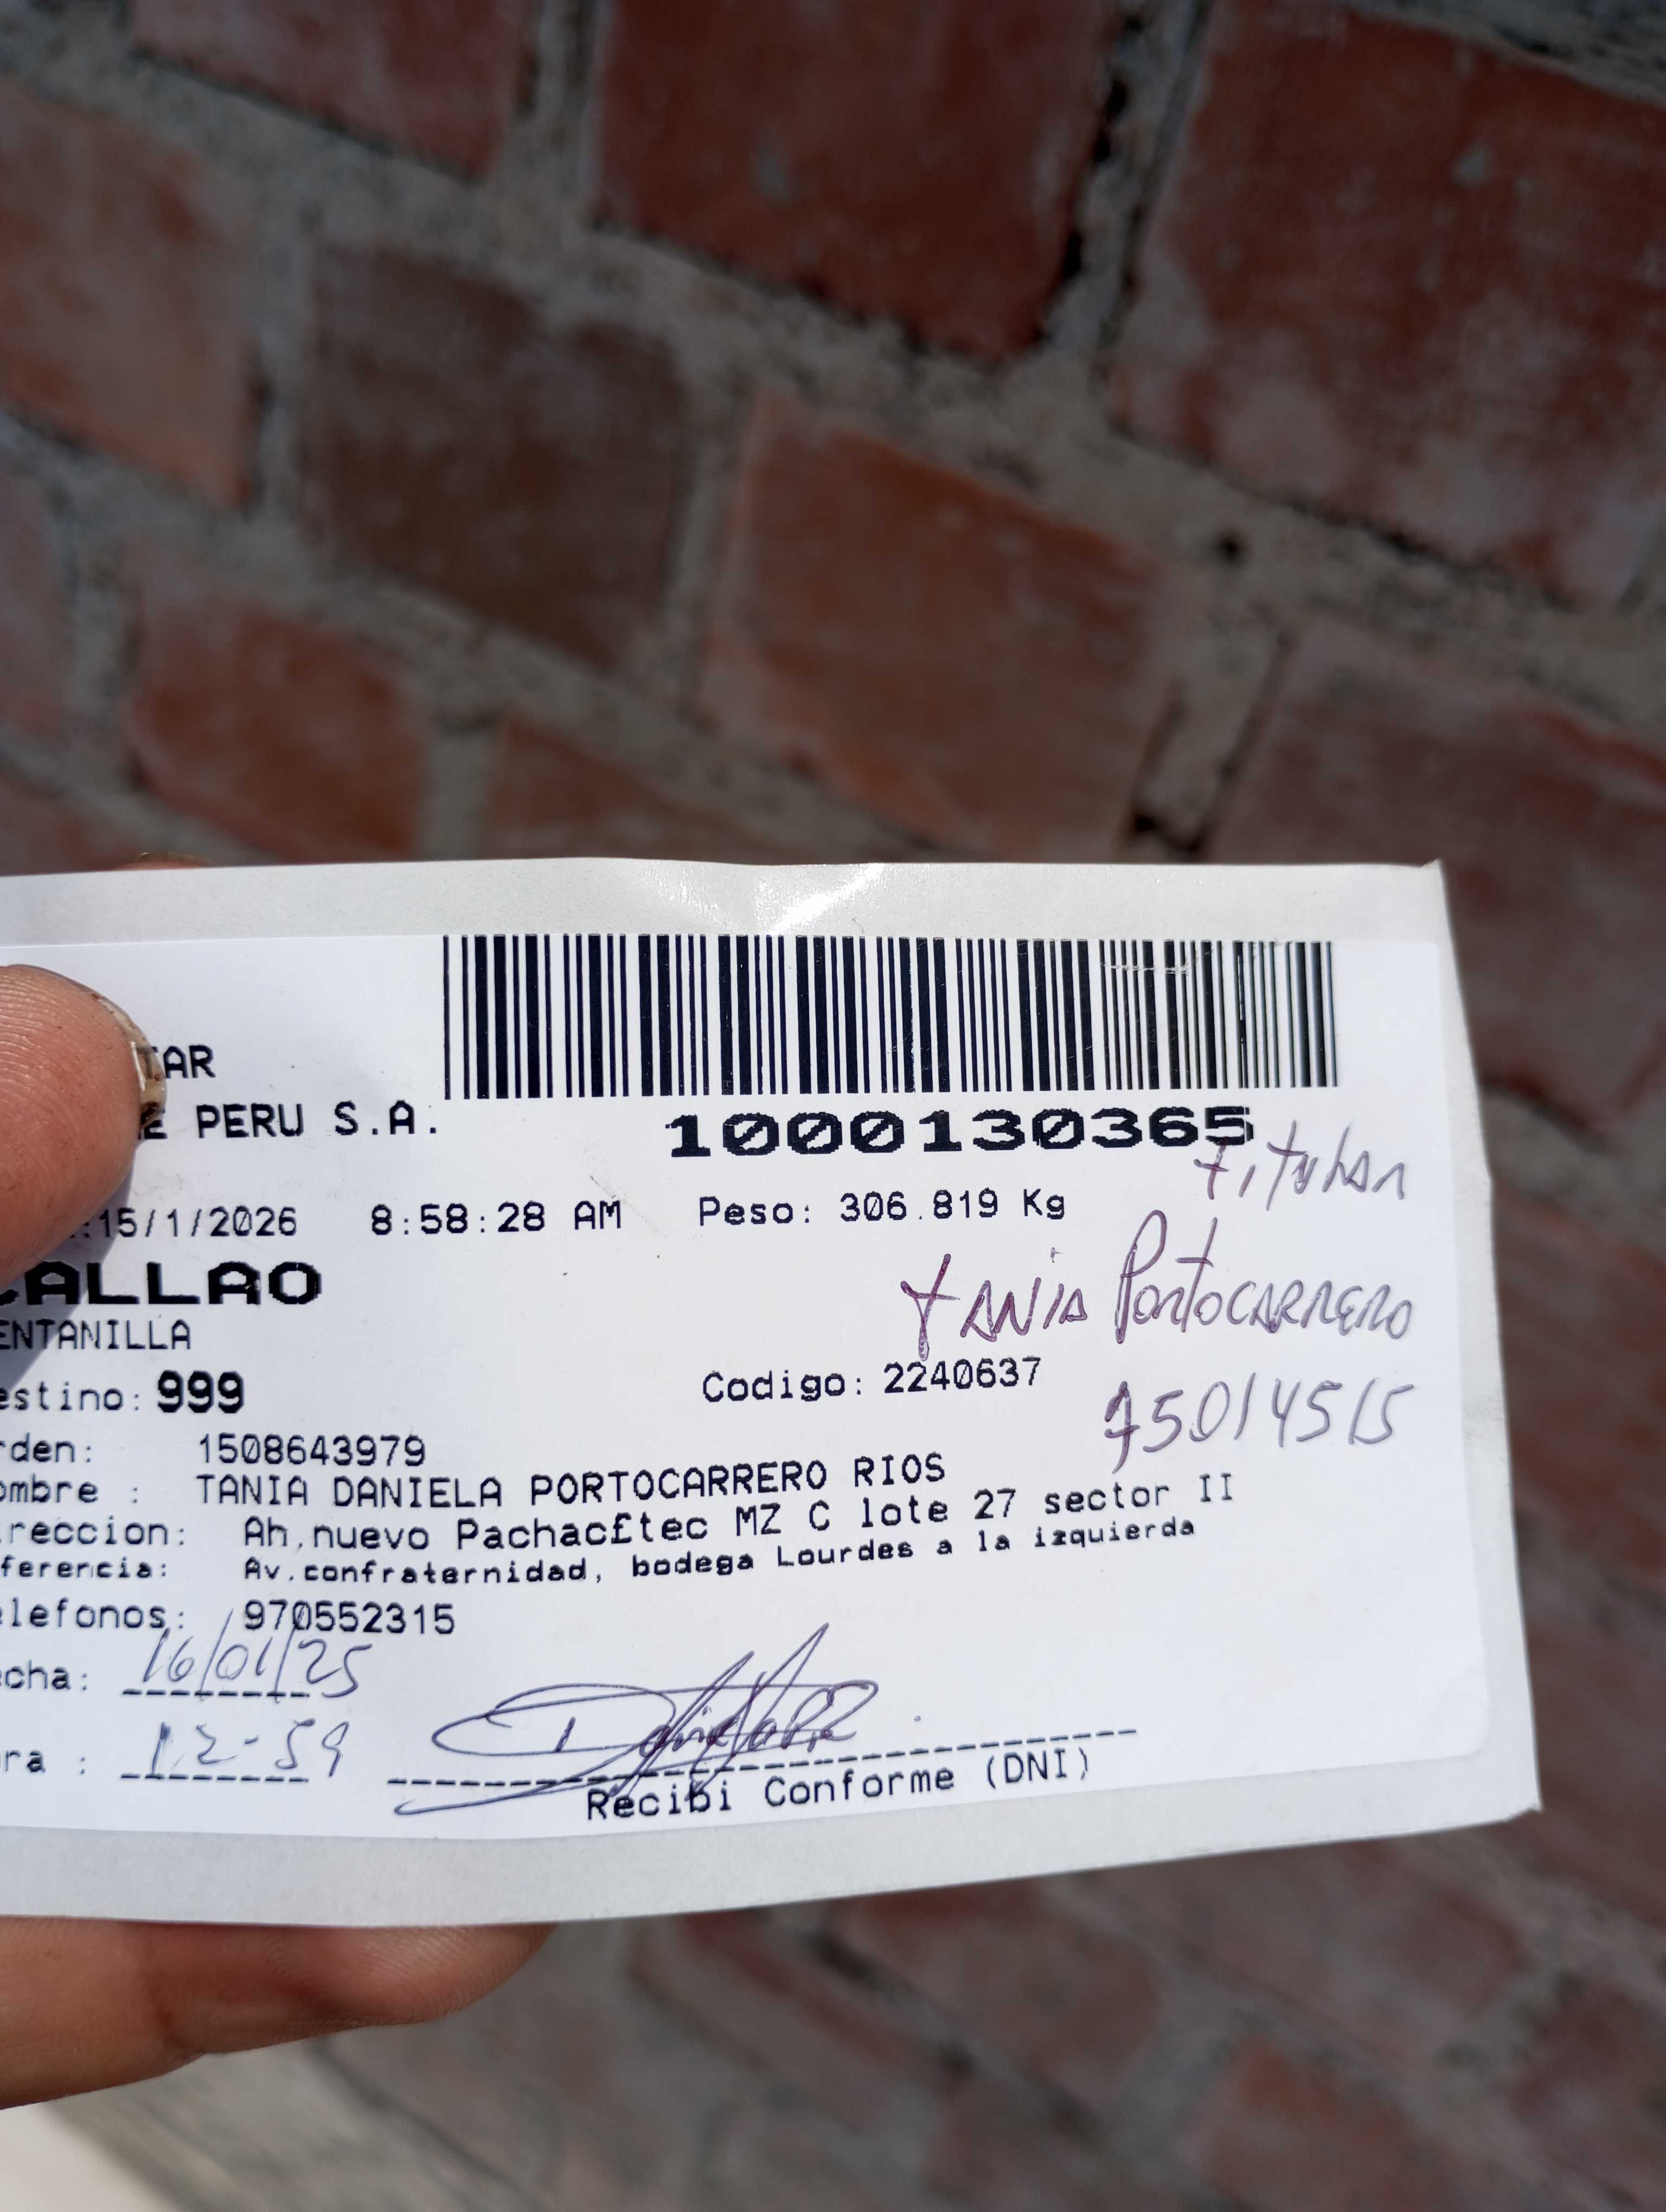 TAR
E PERU S.A.
1000130365
titular
:15/1/2026 8:58:28 AM Peso: 306.819 Kg
CALLAO
tANiA PortoCARRERO
ENTANILLA
estino: 999
Codigo: 2240637
75014515
rden: 1508643979
ombre : TANIA DANIELA PORTOCARRERO RIOS
reccion: Ah,nuevo Pachac£tec MZ C lote 27 sector II
ferencia: Av.confraternidad, bodega Lourdes a la izquierda
elefonos: 970552315
echa: 16/01/25
ra : 12-59
Recibi Conforme (DNI)